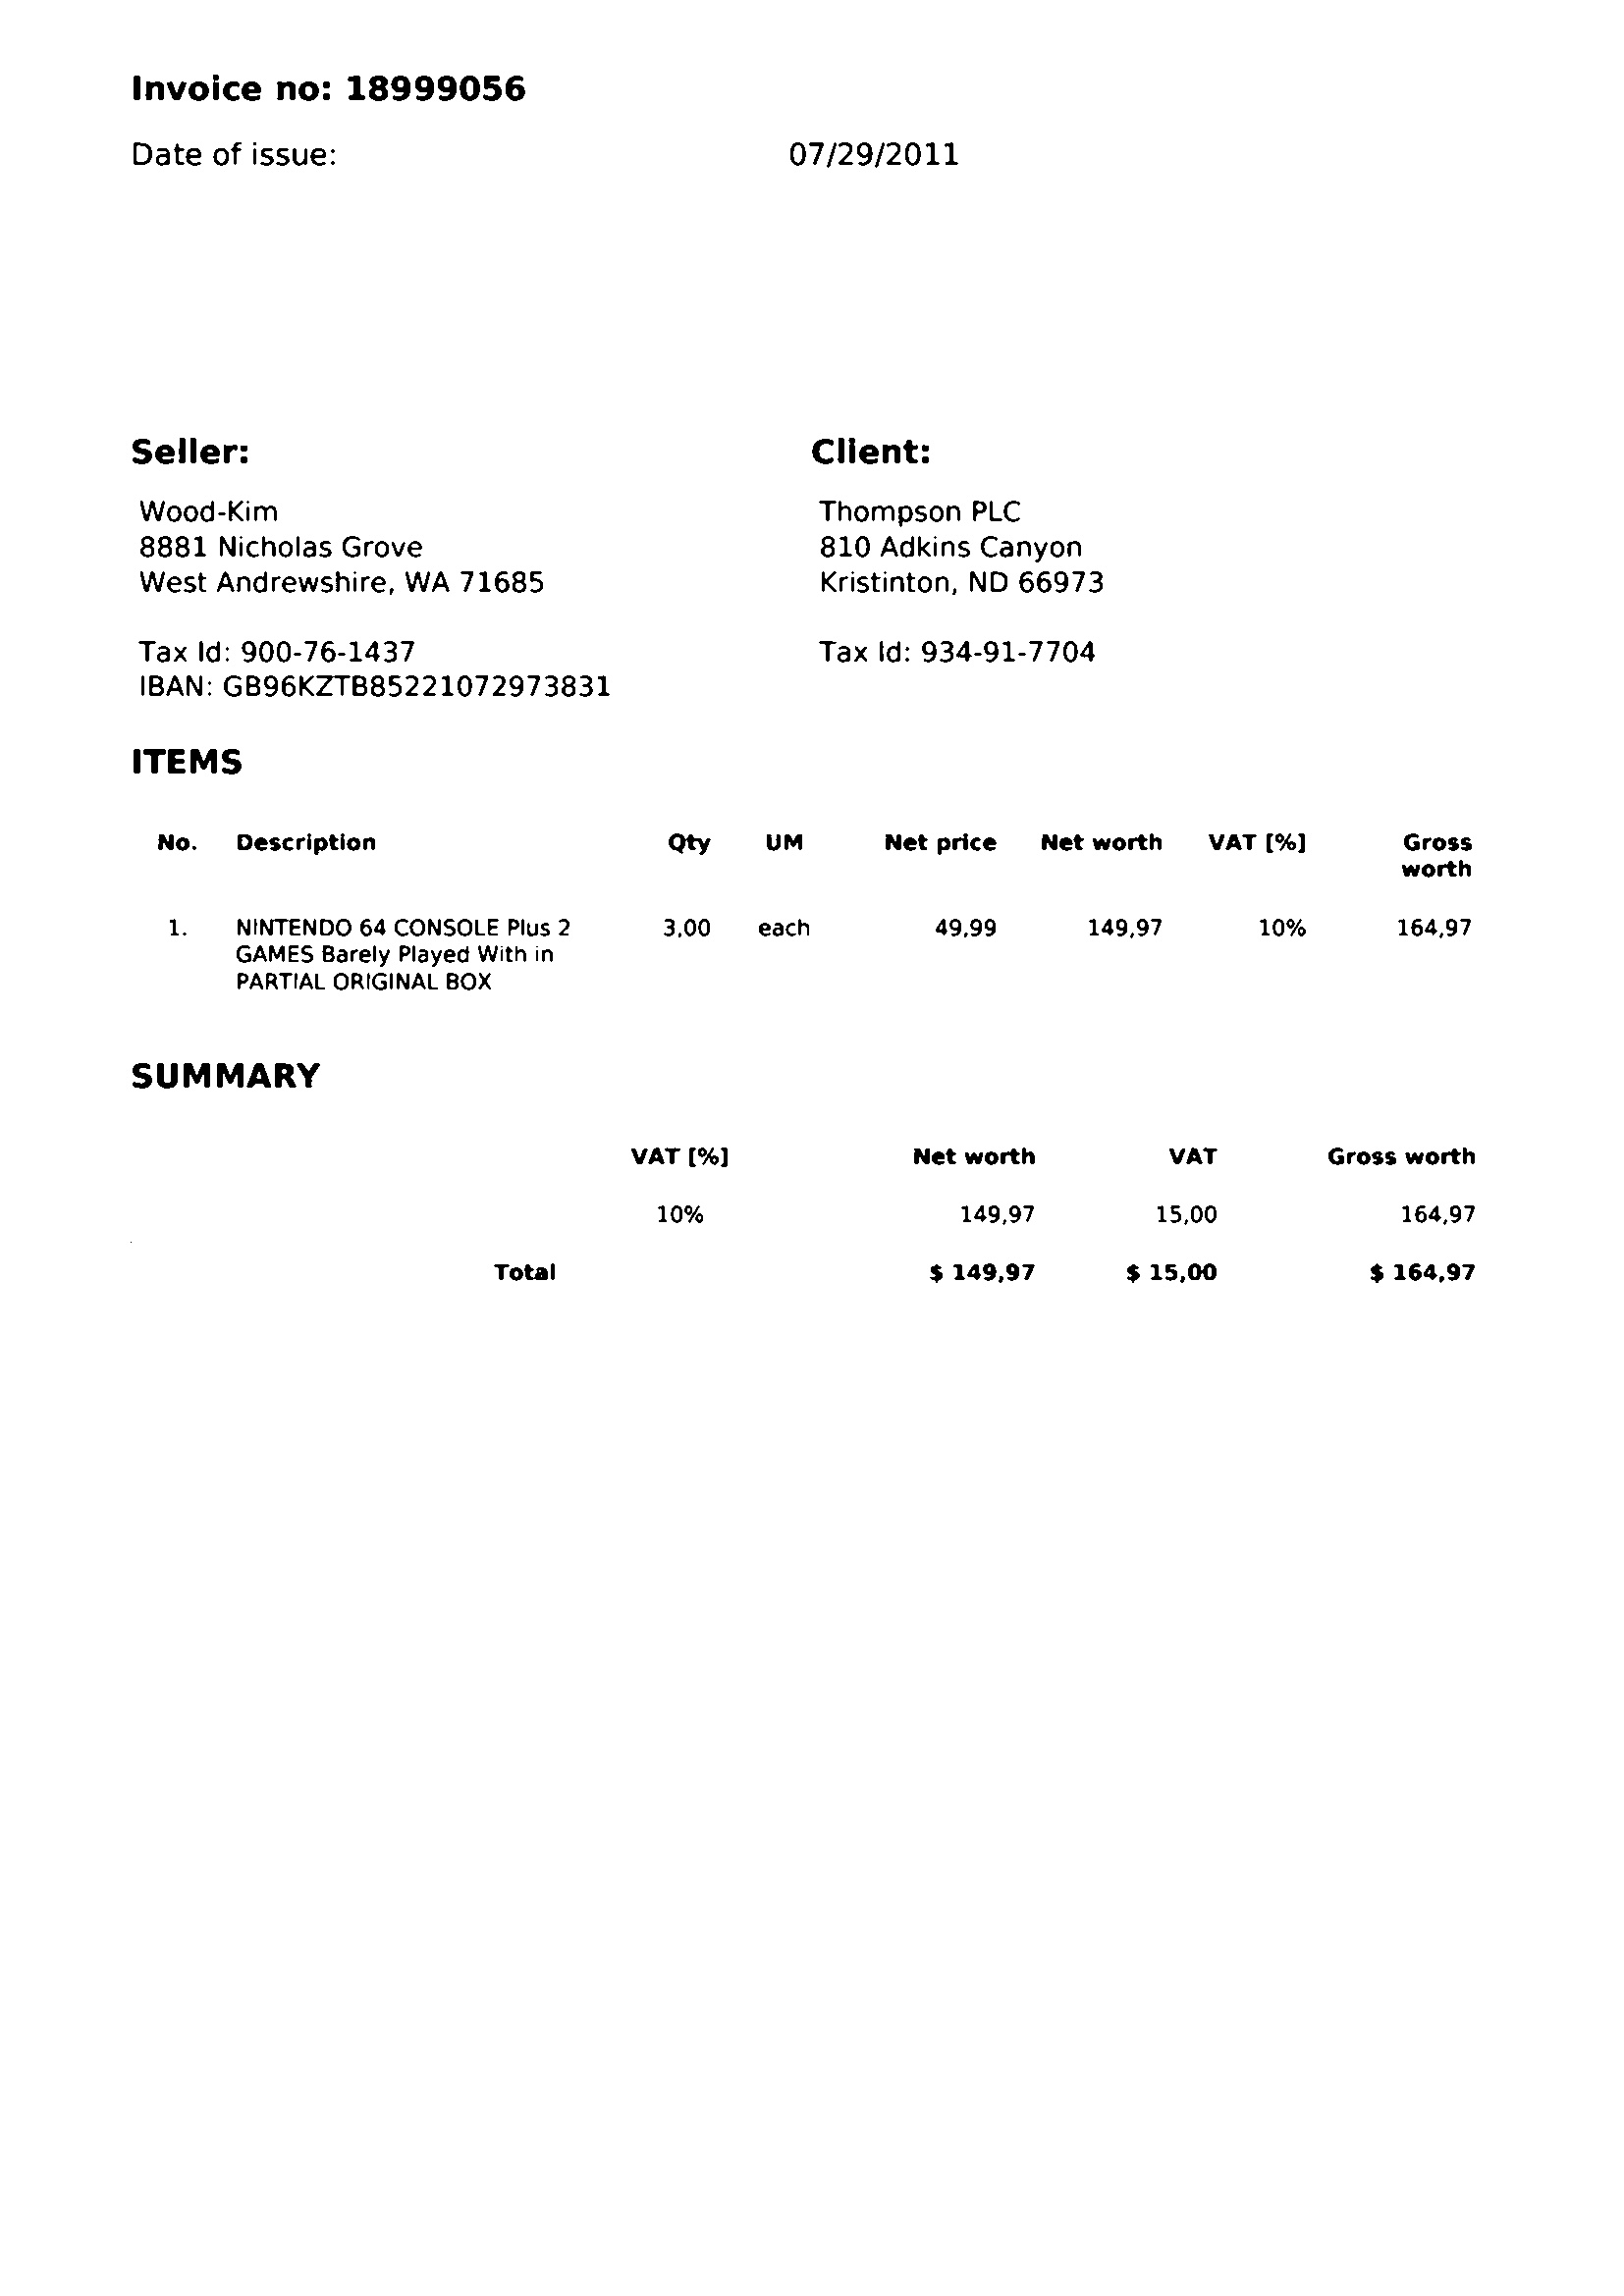 Invoice no: 18999056
Date of issue: 07/29/2011
Seller:
Wood-Kim
8881 Nicholas Grove
West Andrewshire, WA 71685
Tax Id: 900-76-1437
IBAN: GB96KZTB85221072973831
Client:
Thompson PLC
810 Adkins Canyon
Kristinton, ND 66973
Tax Id: 934-91-7704
ITEMS
No. Description Qty UM Net price Net worth VAT [%] Gross worth
1. NINTENDO 64 CONSOLE Plus 2 3,00 each 49,99 149,97 10% 164,97
GAMES Barely Played With in
PARTIAL ORIGINAL BOX
SUMMARY
VAT [%] Net worth VAT Gross worth
10% 149,97 15,00 164,97
Total $ 149,97 $ 15,00 $ 164,97